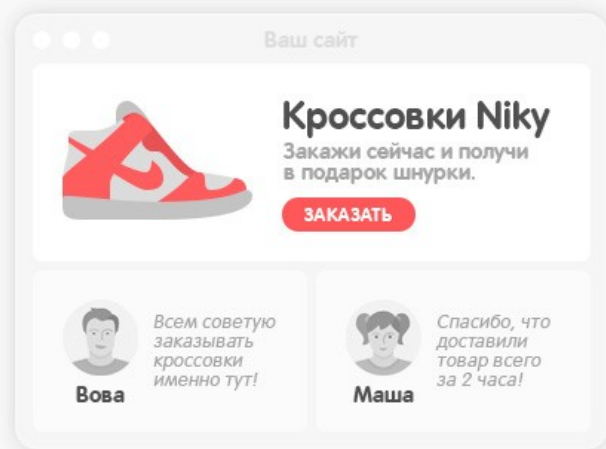 Ваш сайт
Кроссовки Niky
Закажи сейчас и получи
в подарок шнурки.
ЗАКАЗАТЬ
Всем советую
заказывать
кроссовки
именно тут!
Вова
Спасибо, что
доставили
товар всего
за 2 часа!
Маша